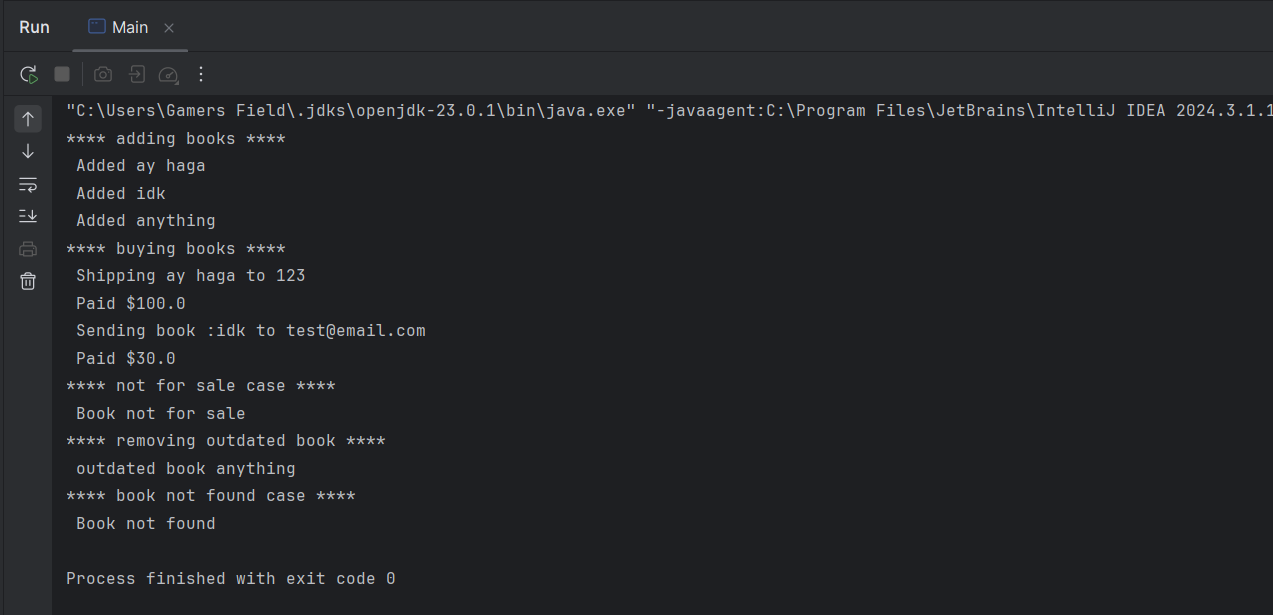 Run Main
"C:\Users\Gamers Field\.jdks\openjdk-23.0.1\bin\java.exe" "-javaagent:C:\Program Files\JetBrains\IntelliJ IDEA 2024.3.1.1
**** adding books ****
Added ay haga
Added idk
Added anything
**** buying books ****
Shipping ay haga to 123
Paid $100.0
Sending book :idk to test@email.com
Paid $30.0
**** not for sale case ****
Book not for sale
**** removing outdated book ****
outdated book anything
**** book not found case ****
Book not found
Process finished with exit code 0